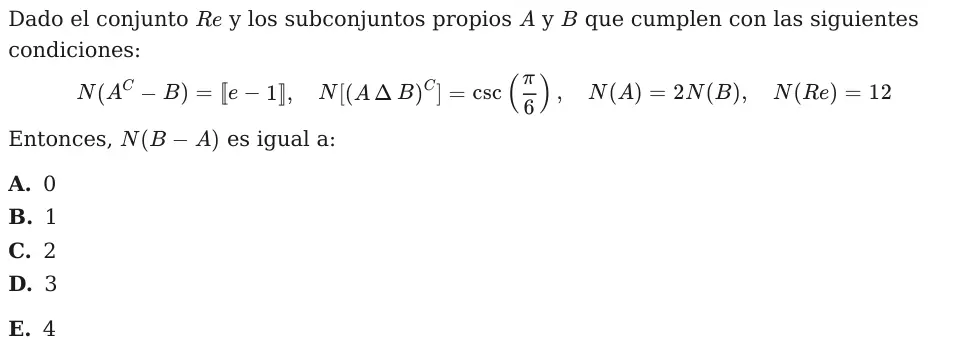 Dado el conjunto Re y los subconjuntos propios A y B que cumplen con las siguientes
condiciones:
N(A^C − B) = ⟦e − 1⟧, N[(A Δ B)^C] = csc(π/6), N(A) = 2N(B), N(Re) = 12
Entonces, N(B − A) es igual a:
A. 0
B. 1
C. 2
D. 3
E. 4